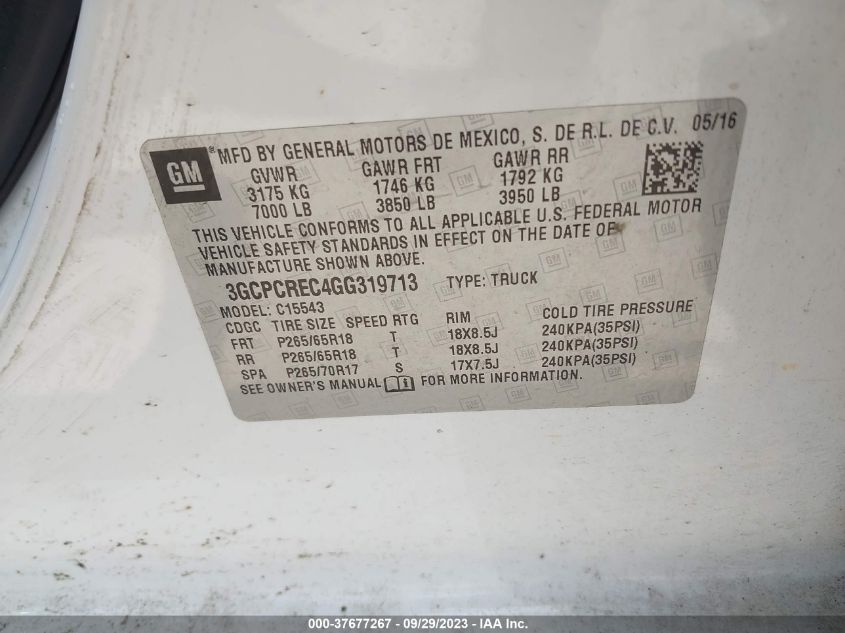 GM
® MFD BY GENERAL MOTORS DE MEXICO, S. DE R.L. DE C.V. 05/16
GVWR GAWR FRT GAWR RR
3175 KG 1746 KG 1792 KG
7000 LB 3850 LB 3950 LB
THIS VEHICLE CONFORMS TO ALL APPLICABLE U.S. FEDERAL MOTOR
VEHICLE SAFETY STANDARDS IN EFFECT ON THE DATE OF
MANUFACTURE SHOWN ABOVE.
3GCPCREC4GG319713 TYPE: TRUCK
MODEL: C15543
CDGC TIRE SIZE SPEED RTG RIM COLD TIRE PRESSURE
FRT P265/65R18 T 18X8.5J 240KPA(35PSI)
RR P265/65R18 T 18X8.5J 240KPA(35PSI)
SPA P265/70R17 S 17X7.5J 240KPA(35PSI)
SEE OWNER'S MANUAL FOR MORE INFORMATION.
000-37677267 - 09/29/2023 - IAA Inc.